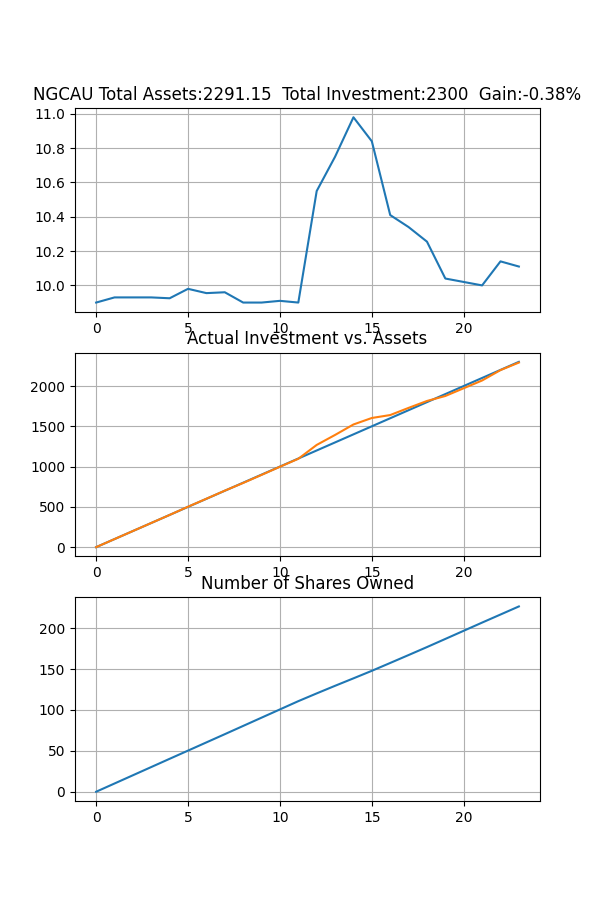 NGCAU Total Assets:2291.15  Total Investment:2300  Gain:-0.38%
11.0
10.8
10.6
10.4
10.2
10.0
0 5 10 15 20
Actual Investment vs. Assets
2000
1500
1000
500
0
0 5 10 15 20
Number of Shares Owned
200
150
100
50
0
0 5 10 15 20